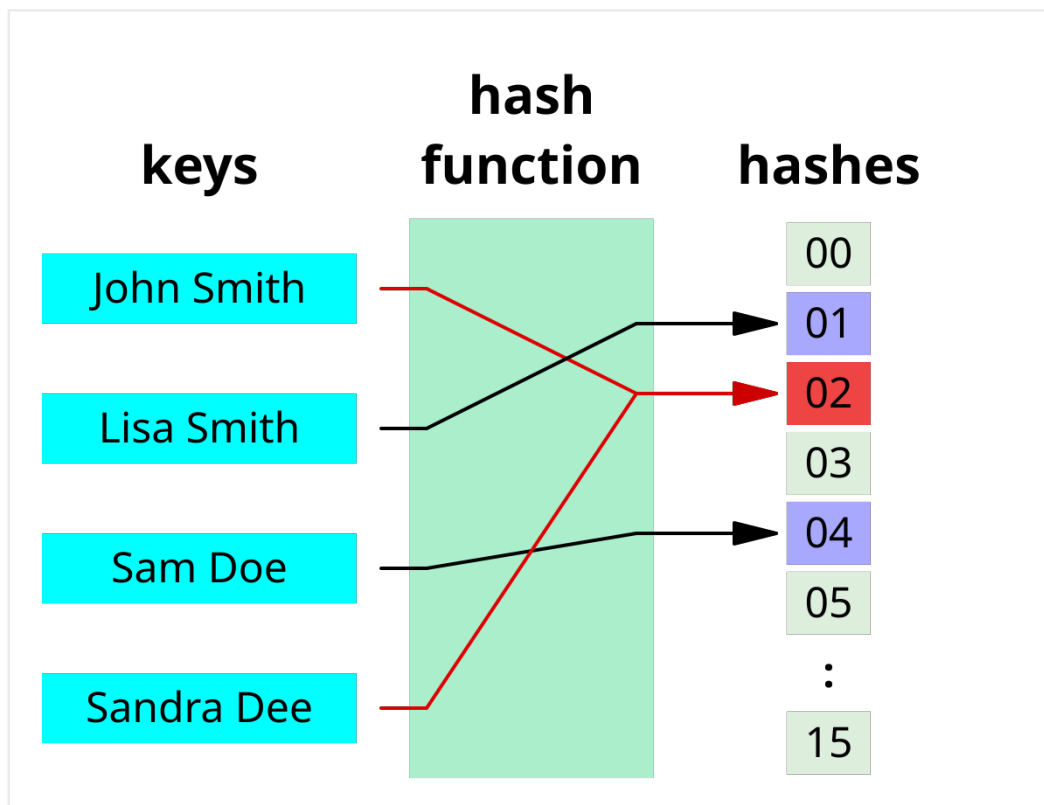 hash
function
keys
hashes
John Smith
Lisa Smith
Sam Doe
Sandra Dee
00
01
02
03
04
05
:
15